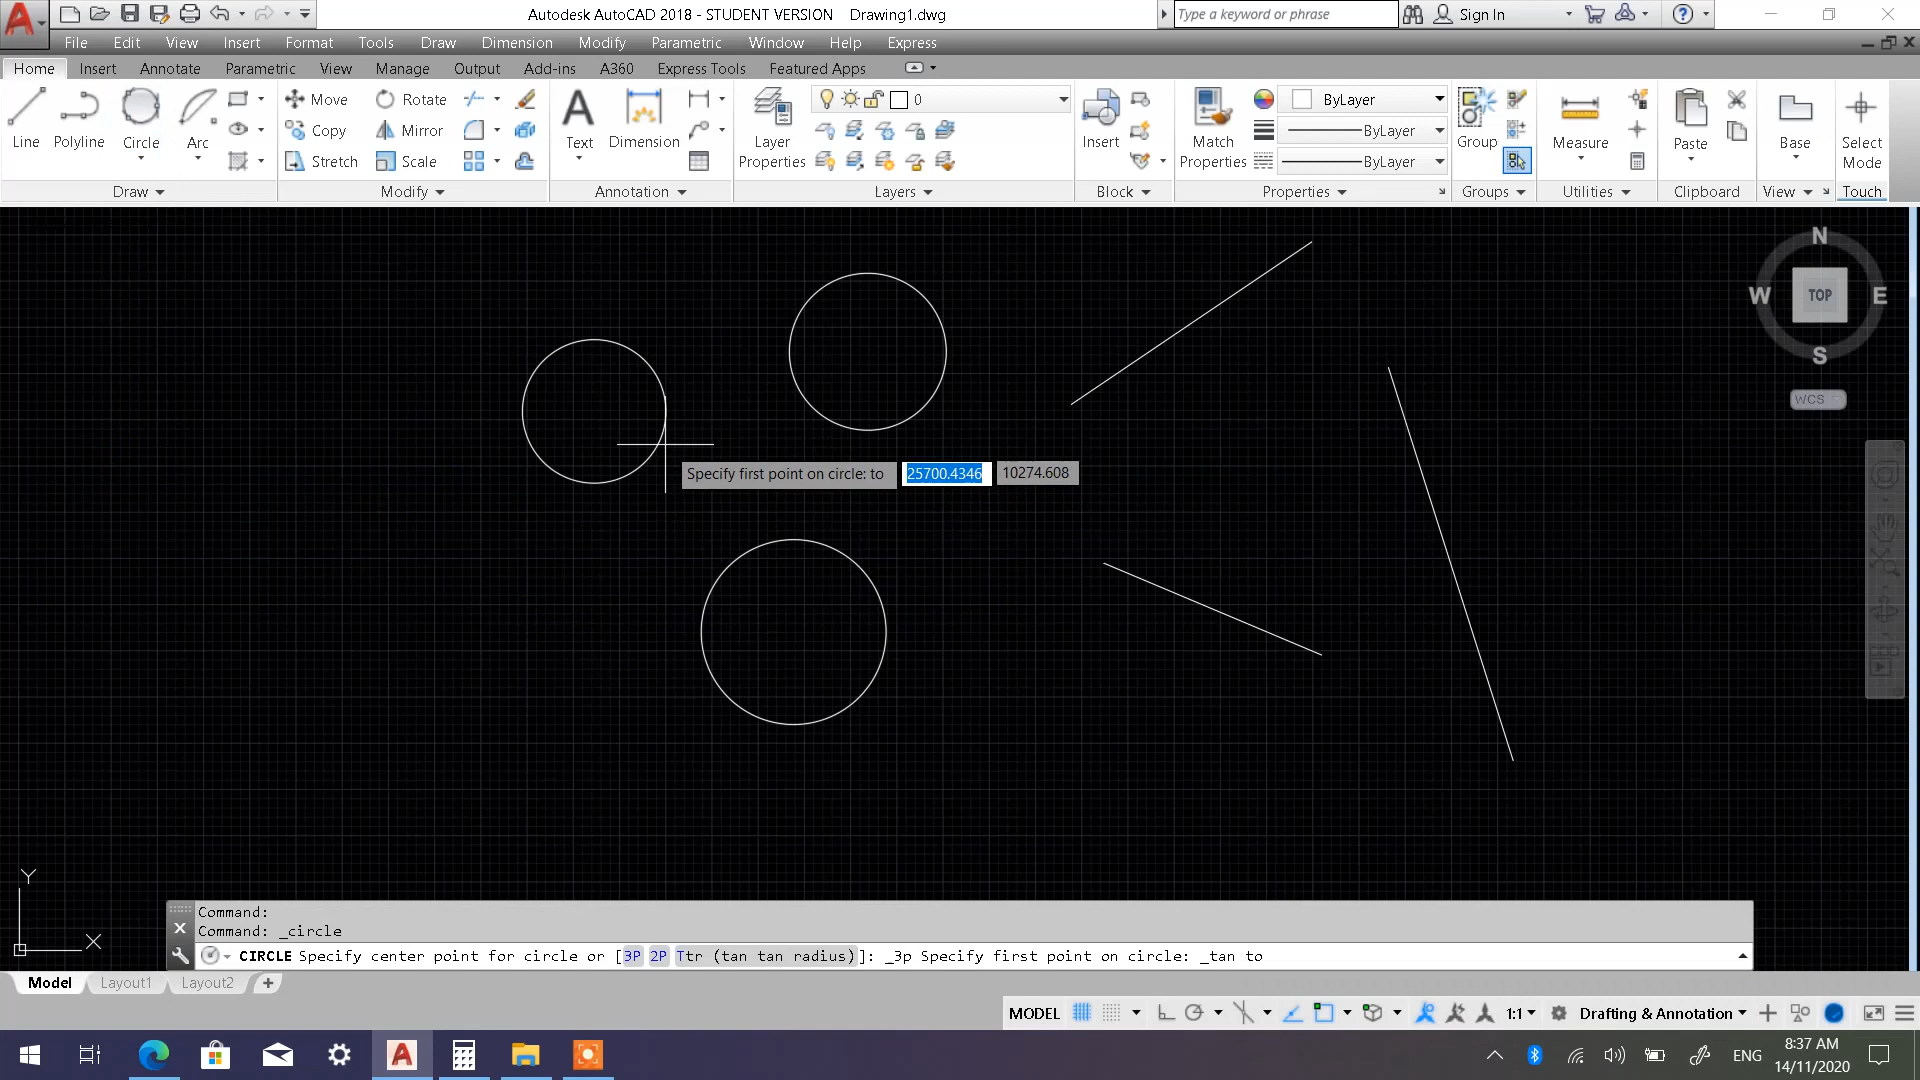 Autodesk AutoCAD 2018 - STUDENT VERSION Drawing1.dwg
Type a keyword or phrase
Sign In
File Edit View Insert Format Tools Draw Dimension Modify Parametric Window Help Express
Home Insert Annotate Parametric View Manage Output Add-ins A360 Express Tools Featured Apps
Line Polyline Circle Arc
Move Rotate
Copy Mirror
Stretch Scale
Text Dimension
Layer Properties
0
Insert
Match Properties
ByLayer
ByLayer
ByLayer
Group
Measure
Paste
Base
Select Mode
Draw Modify Annotation Layers Block Properties Groups Utilities Clipboard View Touch
N
W TOP E
S
WCS
Specify first point on circle: to 25700.4346 10274.608
Y
X
Command:
Command: _circle
CIRCLE Specify center point for circle or [3P 2P Ttr (tan tan radius)]: _3p Specify first point on circle: _tan to
Model Layout1 Layout2 +
MODEL 1:1 Drafting & Annotation
ENG
8:37 AM
14/11/2020